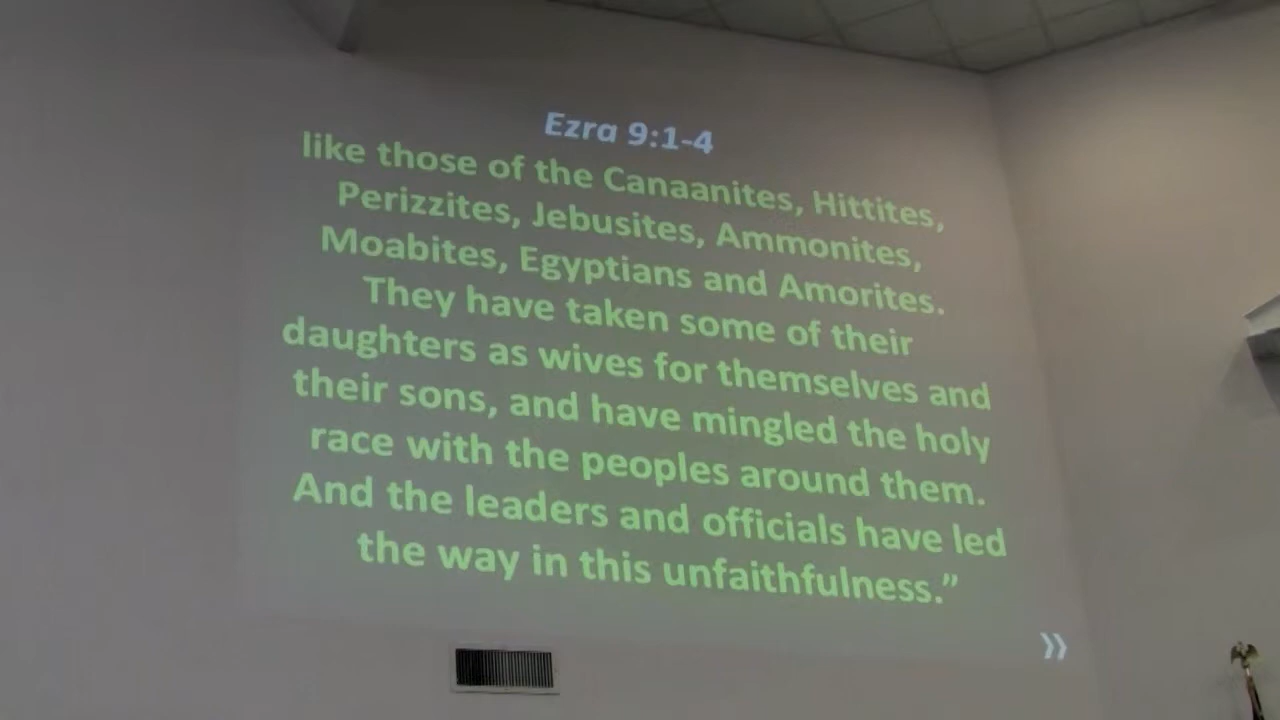 Ezra 9:1-4
like those of the Canaanites, Hittites,
Perizzites, Jebusites, Ammonites,
Moabites, Egyptians and Amorites.
They have taken some of their
daughters as wives for themselves and
their sons, and have mingled the holy
race with the peoples around them.
And the leaders and officials have led
the way in this unfaithfulness.”
»